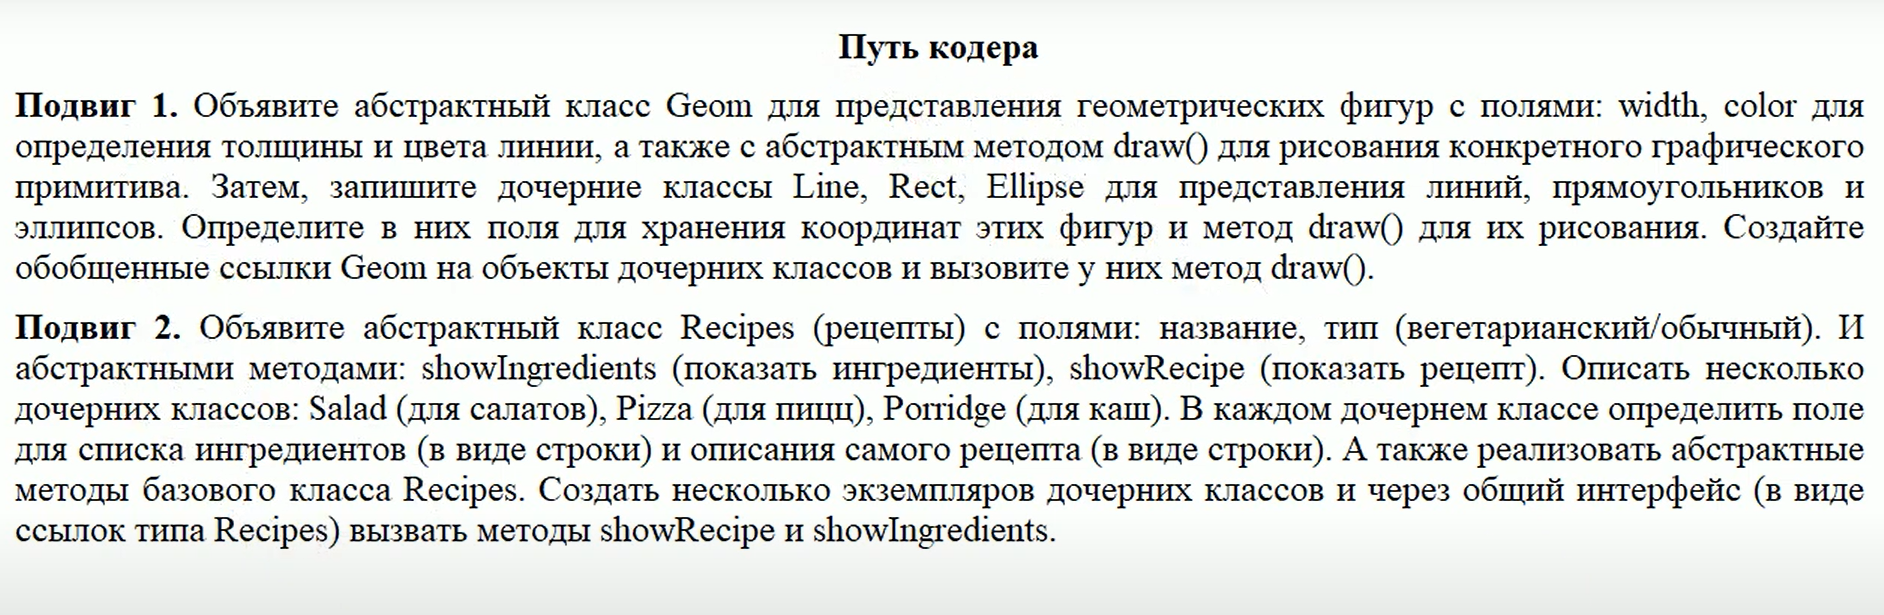 Путь кодера
Подвиг 1. Объявите абстрактный класс Geom для представления геометрических фигур с полями: width, color для
определения толщины и цвета линии, а также с абстрактным методом draw() для рисования конкретного графического
примитива. Затем, запишите дочерние классы Line, Rect, Ellipse для представления линий, прямоугольников и
эллипсов. Определите в них поля для хранения координат этих фигур и метод draw() для их рисования. Создайте
обобщенные ссылки Geom на объекты дочерних классов и вызовите у них метод draw().
Подвиг 2. Объявите абстрактный класс Recipes (рецепты) с полями: название, тип (вегетарианский/обычный). И
абстрактными методами: showIngredients (показать ингредиенты), showRecipe (показать рецепт). Описать несколько
дочерних классов: Salad (для салатов), Pizza (для пицц), Porridge (для каш). В каждом дочернем классе определить поле
для списка ингредиентов (в виде строки) и описания самого рецепта (в виде строки). А также реализовать абстрактные
методы базового класса Recipes. Создать несколько экземпляров дочерних классов и через общий интерфейс (в виде
ссылок типа Recipes) вызвать методы showRecipe и showIngredients.